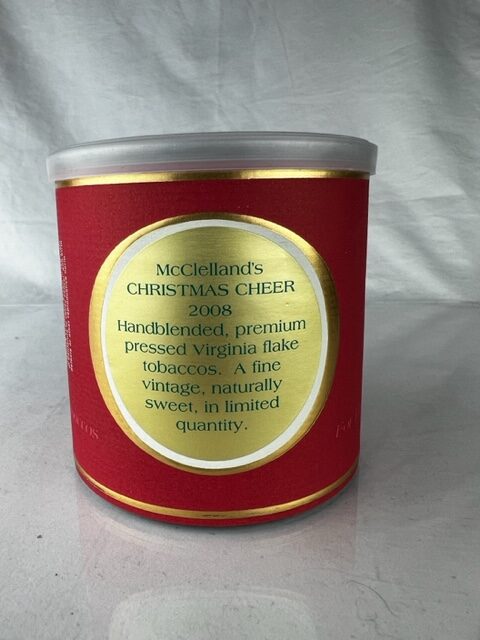 McClelland's
CHRISTMAS CHEER
2008
Handblended, premium
pressed Virginia flake
tobaccos. A fine
vintage, naturally
sweet, in limited
quantity.